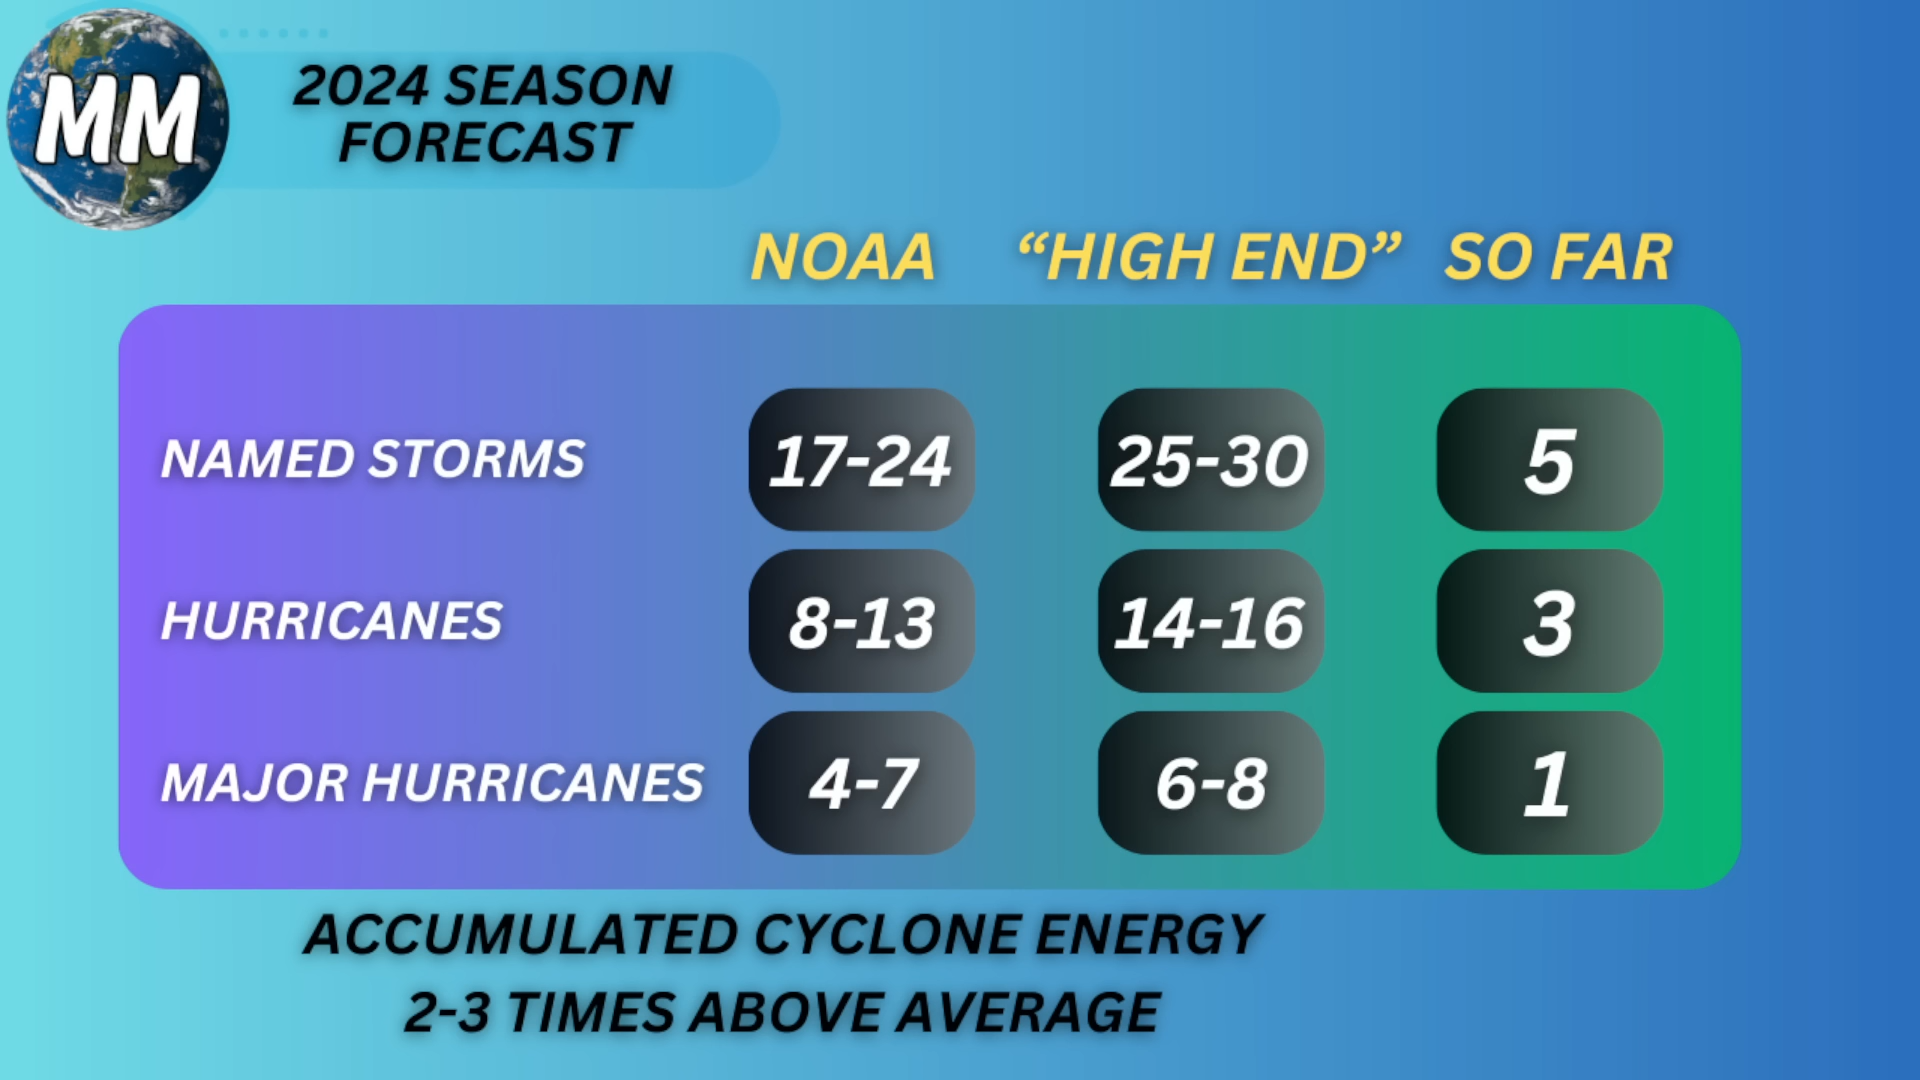 MM
2024 SEASON
FORECAST
NOAA “HIGH END” SO FAR
NAMED STORMS 17-24 25-30 5
HURRICANES 8-13 14-16 3
MAJOR HURRICANES 4-7 6-8 1
ACCUMULATED CYCLONE ENERGY
2-3 TIMES ABOVE AVERAGE